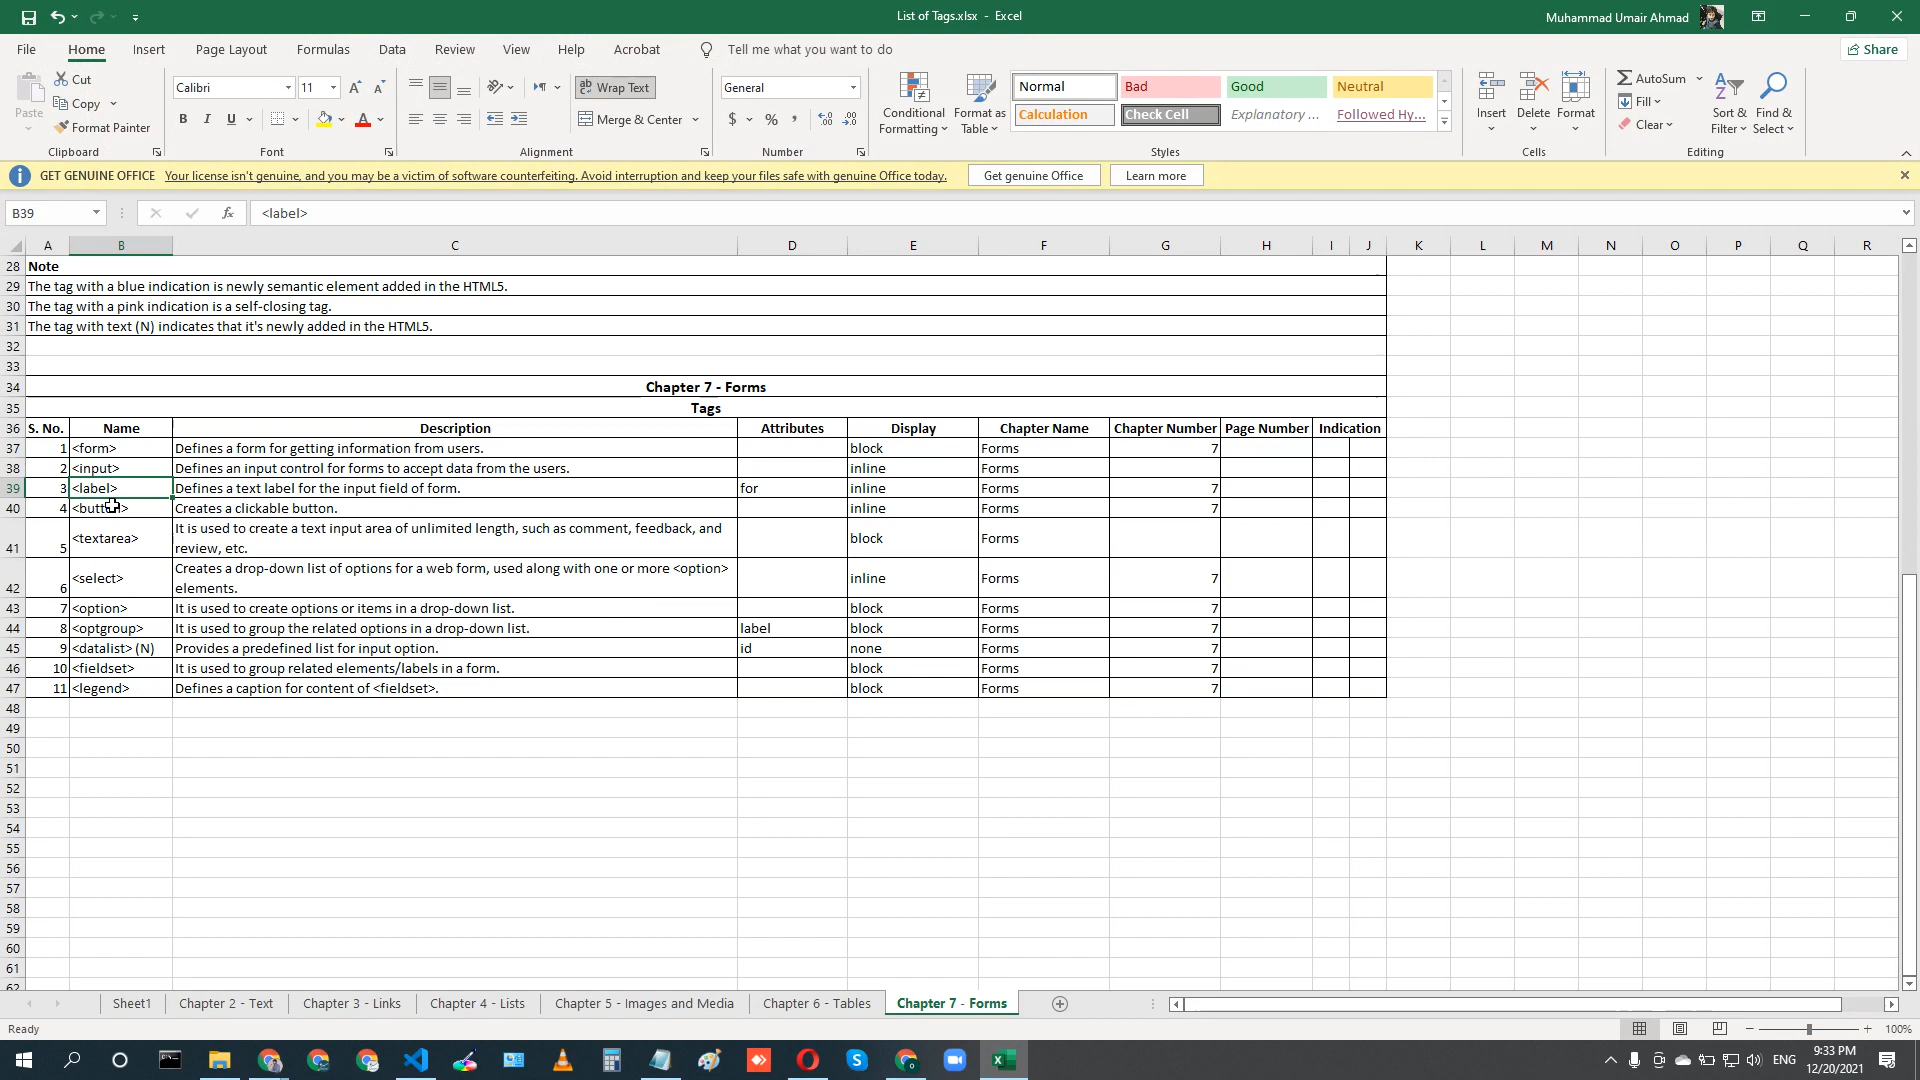 List of Tags.xlsx - Excel
Muhammad Umair Ahmad
File Home Insert Page Layout Formulas Data Review View Help Acrobat Tell me what you want to do Share
Paste Cut Copy Format Painter
Calibri 11
B I U
Wrap Text
Merge & Center
General
$ %
Conditional Formatting
Format as Table
Normal Bad Good Neutral
Calculation Check Cell Explanatory ... Followed Hy...
Insert Delete Format
AutoSum Fill Clear
Sort & Filter
Find & Select
Clipboard Font Alignment Number Styles Cells Editing
GET GENUINE OFFICE Your license isn't genuine, and you may be a victim of software counterfeiting. Avoid interruption and keep your files safe with genuine Office today. Get genuine Office Learn more
B39 fx <label>
A B C D E F G H I J K L M N O P Q R
28 Note
29 The tag with a blue indication is newly semantic element added in the HTML5.
30 The tag with a pink indication is a self-closing tag.
31 The tag with text (N) indicates that it's newly added in the HTML5.
32
33
34 Chapter 7 - Forms
35 Tags
36 S. No. Name Description Attributes Display Chapter Name Chapter Number Page Number Indication
37 1 <form> Defines a form for getting information from users. block Forms 7
38 2 <input> Defines an input control for forms to accept data from the users. inline Forms
39 3 <label> Defines a text label for the input field of form. for inline Forms 7
40 4 <button> Creates a clickable button. inline Forms 7
41 5 <textarea> It is used to create a text input area of unlimited length, such as comment, feedback, and review, etc. block Forms
42 6 <select> Creates a drop-down list of options for a web form, used along with one or more <option> elements. inline Forms 7
43 7 <option> It is used to create options or items in a drop-down list. block Forms 7
44 8 <optgroup> It is used to group the related options in a drop-down list. label block Forms 7
45 9 <datalist> (N) Provides a predefined list for input option. id none Forms 7
46 10 <fieldset> It is used to group related elements/labels in a form. block Forms 7
47 11 <legend> Defines a caption for content of <fieldset>. block Forms 7
48
49
50
51
52
53
54
55
56
57
58
59
60
61
62
Sheet1 Chapter 2 - Text Chapter 3 - Links Chapter 4 - Lists Chapter 5 - Images and Media Chapter 6 - Tables Chapter 7 - Forms
Ready 100%
ENG 9:33 PM
12/20/2021